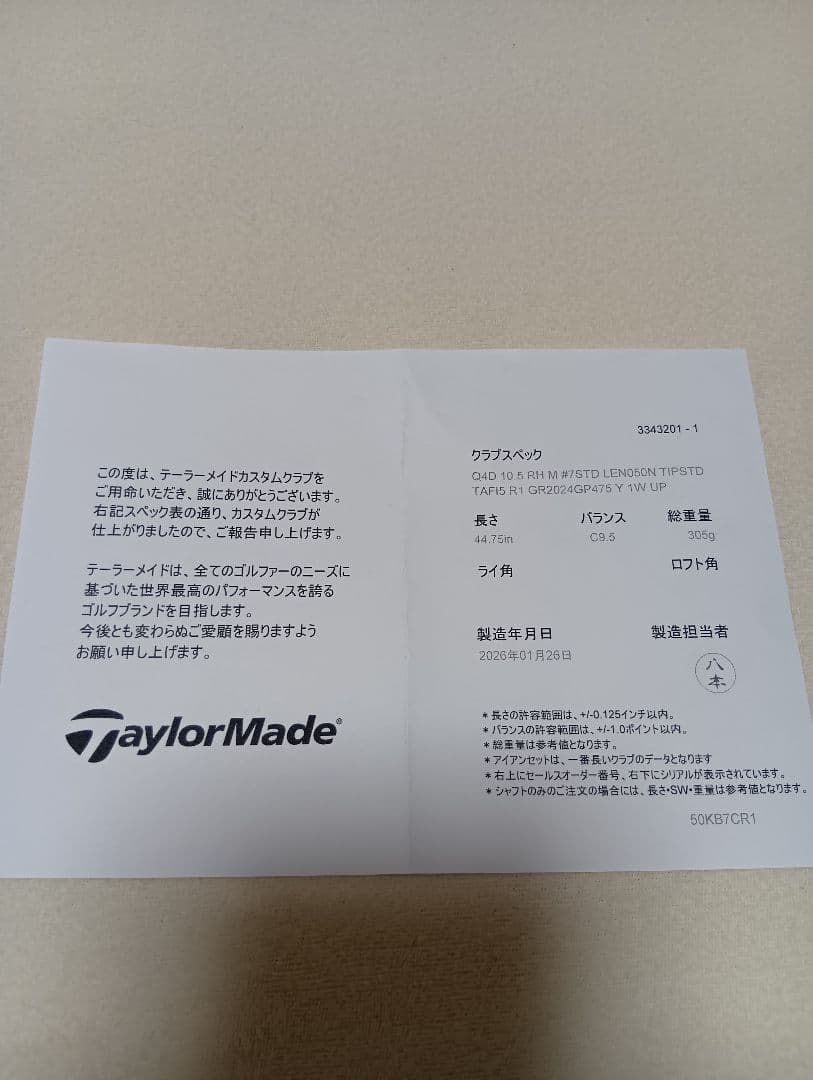 この度は、テーラーメイドカスタムクラブを
ご用命いただき、誠にありがとうございます。
右記スペック表の通り、カスタムクラブが
仕上がりましたので、ご報告申し上げます。
テーラーメイドは、全てのゴルファーのニーズに
基づいた世界最高のパフォーマンスを誇る
ゴルフブランドを目指します。
今後とも変わらぬご愛顧を賜りますよう
お願い申し上げます。
TaylorMade®
3343201 - 1
クラブスペック
Q4D 10.5 RH M #7STD LEN050N TIPSTD
TAFI5 R1 GR2024GP475 Y 1W UP
長さ バランス 総重量
44.75in C9.5 305g
ライ角 ロフト角
製造年月日 製造担当者
2026年01月26日
八本
* 長さの許容範囲は、+/-0.125インチ以内。
* バランスの許容範囲は、+/-1.0ポイント以内。
* 総重量は参考値となります。
* アイアンセットは、一番長いクラブのデータとなります
* 右上にセールスオーダー番号、右下にシリアルが表示されています。
* シャフトのみのご注文の場合には、長さ・SW・重量は参考値となります。
50KB7CR1